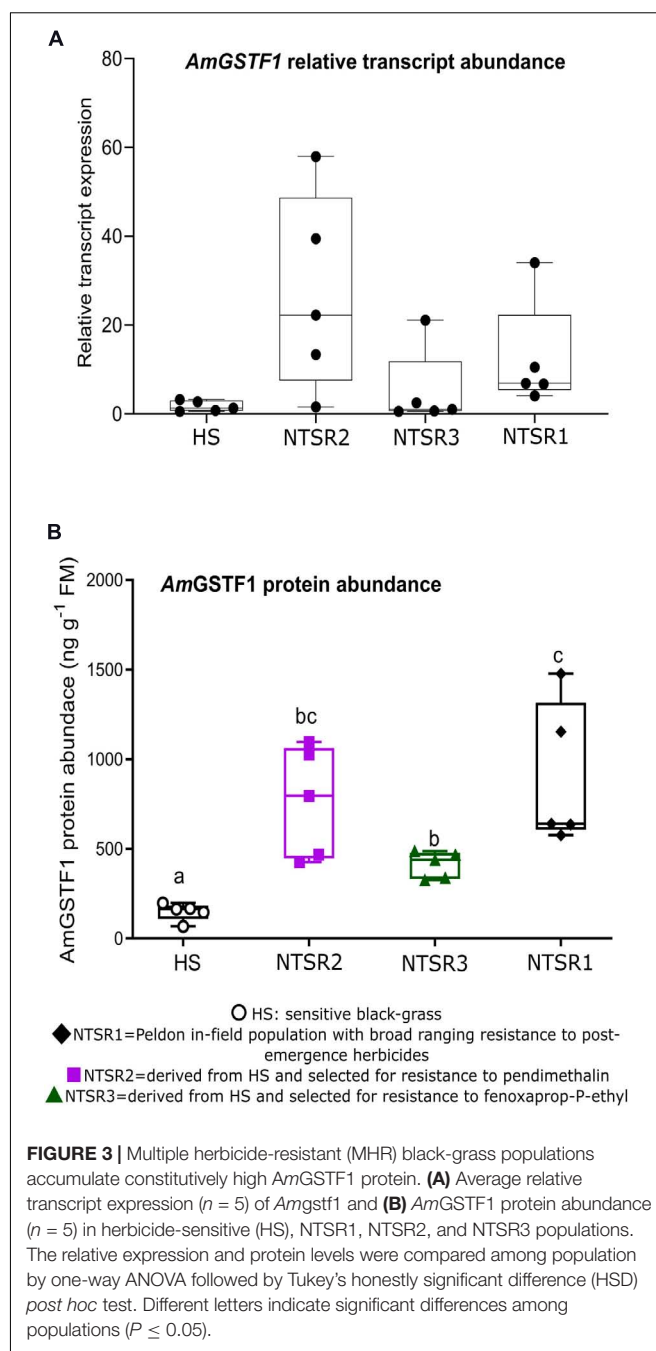 A
AmGSTF1 relative transcript abundance
80
60
40
20
0
Relative transcript expression
HS NTSR2 NTSR3 NTSR1
B
AmGSTF1 protein abundance
2000
1500
1000
500
0
AmGSTF1 protein abundace (ng g⁻¹ FM)
a
bc
b
c
HS NTSR2 NTSR3 NTSR1
HS: sensitive black-grass
NTSR1=Peldon in-field population with broad ranging resistance to post-
emergence herbicides
NTSR2=derived from HS and selected for resistance to pendimethalin
NTSR3=derived from HS and selected for resistance to fenoxaprop-P-ethyl
FIGURE 3 | Multiple herbicide-resistant (MHR) black-grass populations
accumulate constitutively high AmGSTF1 protein. (A) Average relative
transcript expression (n = 5) of Amgstf1 and (B) AmGSTF1 protein abundance
(n = 5) in herbicide-sensitive (HS), NTSR1, NTSR2, and NTSR3 populations.
The relative expression and protein levels were compared among population
by one-way ANOVA followed by Tukey's honestly significant difference (HSD)
post hoc test. Different letters indicate significant differences among
populations (P ≤ 0.05).